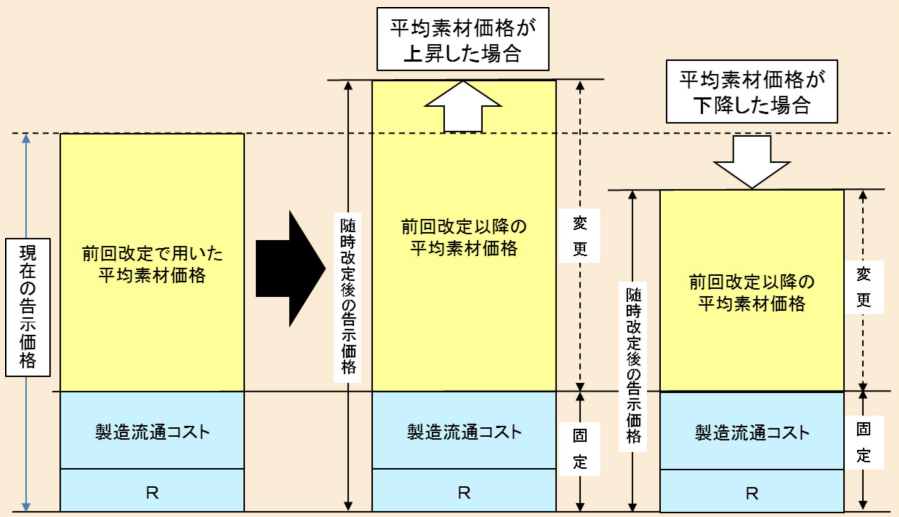 平均素材価格が
上昇した場合
平均素材価格が
下降した場合
現在の告示価格
前回改定で用いた
平均素材価格
製造流通コスト
R
随時改定後の告示価格
前回改定以降の
平均素材価格
製造流通コスト
R
変更
固定
随時改定後の告示価格
前回改定以降の
平均素材価格
製造流通コスト
R
変更
固定